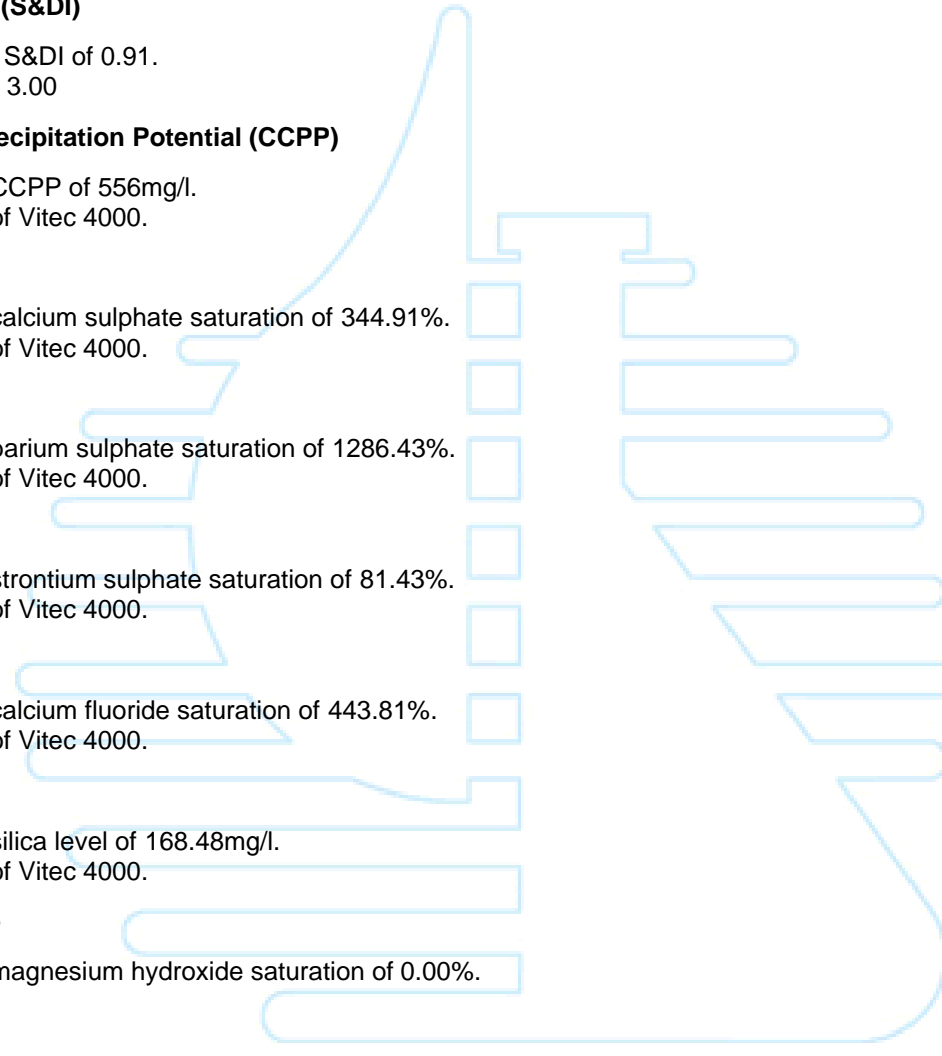 (S&DI)
S&DI of 0.91.
3.00
ecipitation Potential (CCPP)
CCPP of 556mg/l.
of Vitec 4000.
calcium sulphate saturation of 344.91%.
of Vitec 4000.
barium sulphate saturation of 1286.43%.
of Vitec 4000.
strontium sulphate saturation of 81.43%.
of Vitec 4000.
calcium fluoride saturation of 443.81%.
of Vitec 4000.
silica level of 168.48mg/l.
of Vitec 4000.
magnesium hydroxide saturation of 0.00%.